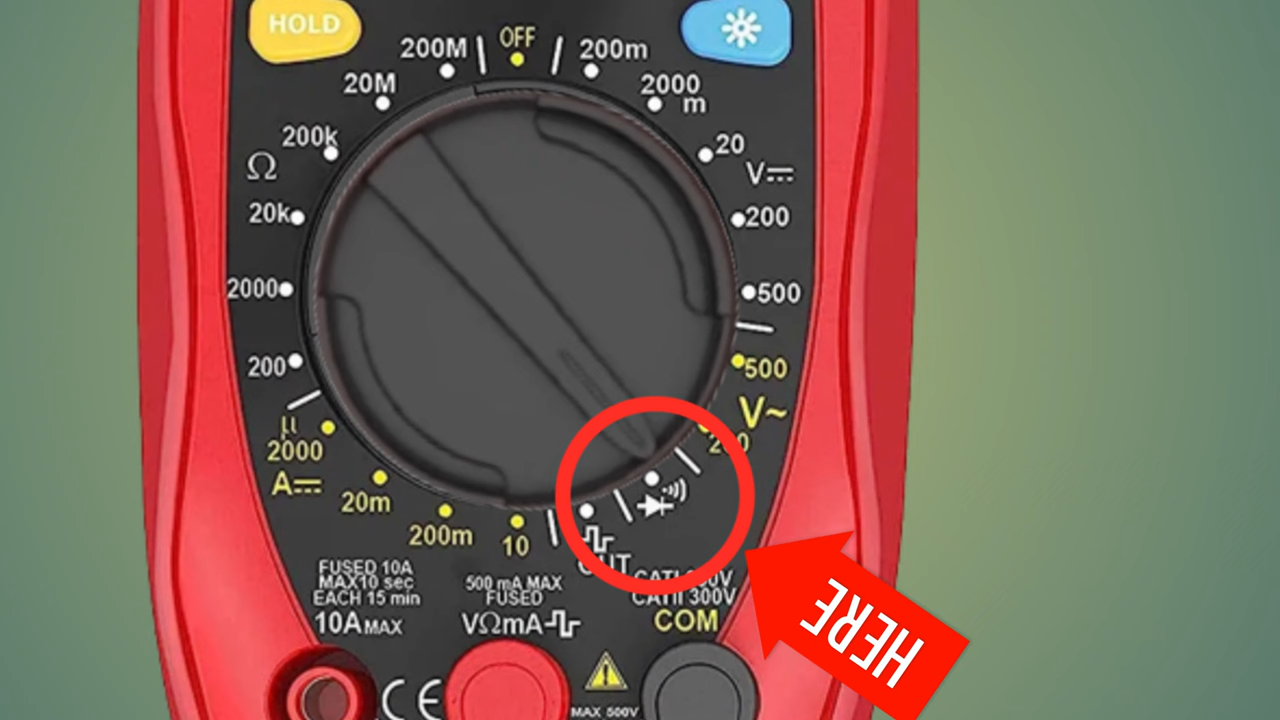 HOLD
OFF
200M
200m
20M
2000
m
200k
20
Ω
V
20k
200
2000
500
200
500
V~
μ
2000
A
20m
200m
10
OUT
FUSED 10A
MAX10 sec
EACH 15 min
500 mA MAX
FUSED
CATII 300V
10A MAX
VΩmA
COM
CE
MAX 500V
HERE